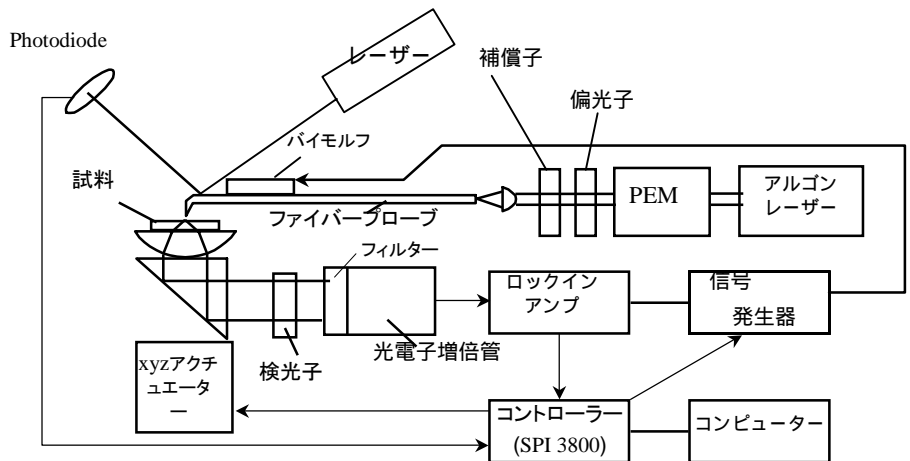 Photodiode
レーザー
補償子
偏光子
バイモルフ
試料
PEM
アルゴン
レーザー
ファイバープローブ
フィルター
ロックイン
アンプ
信号
発生器
光電子増倍管
検光子
xyzアクチ
ュエータ
ー
コントローラー
(SPI 3800)
コンピューター